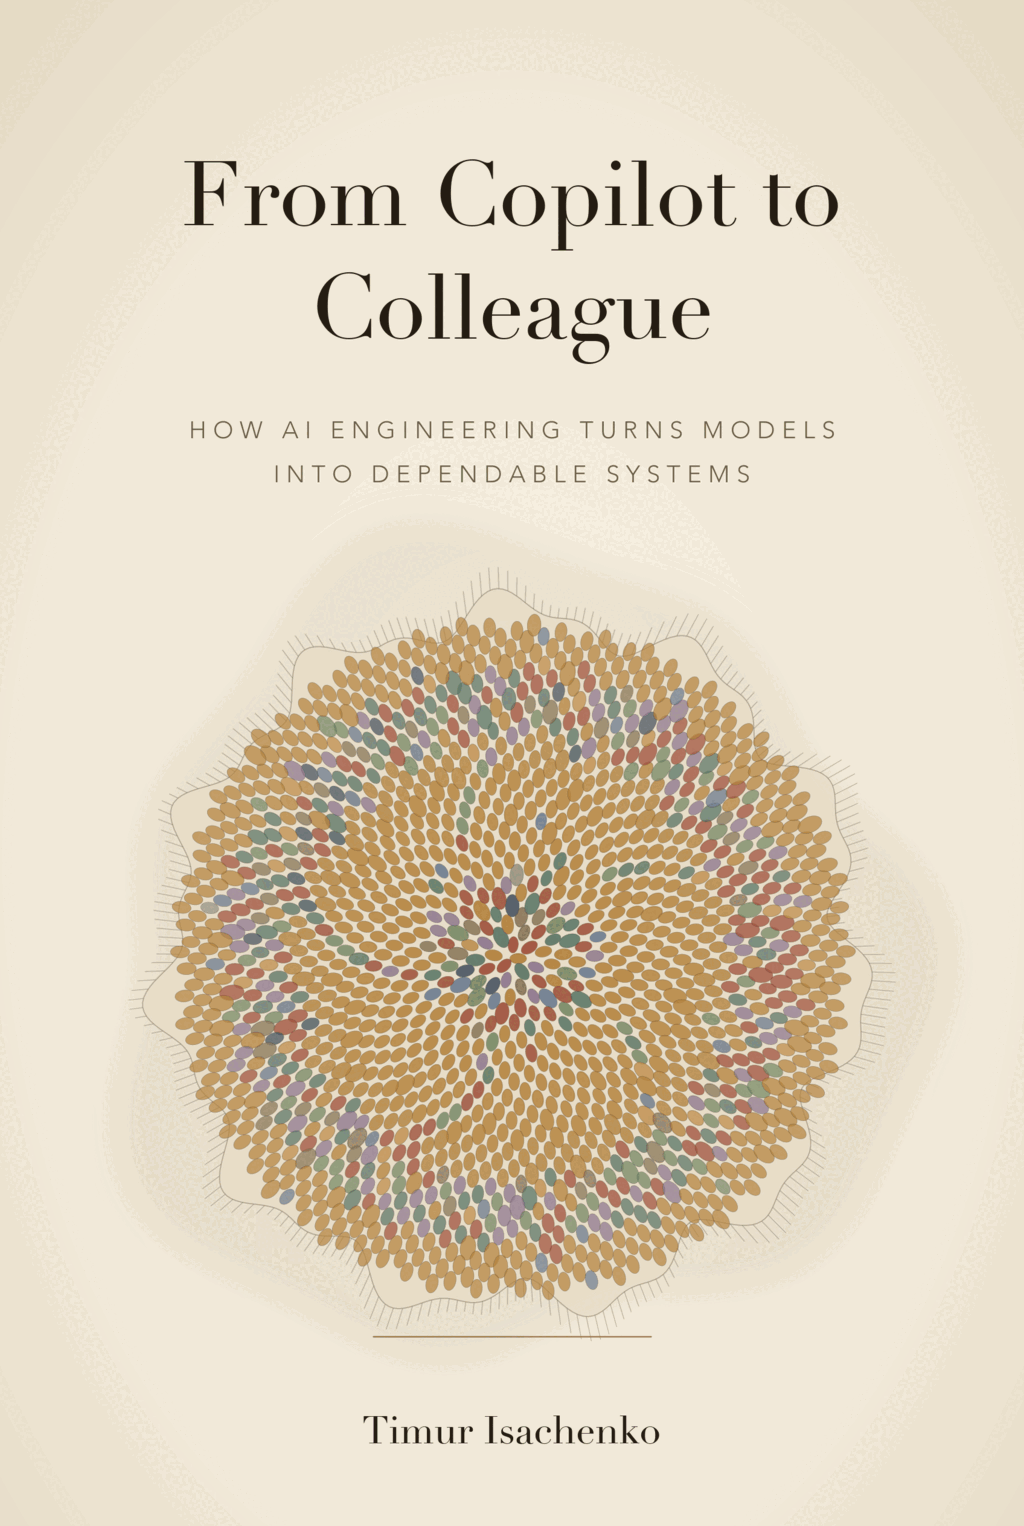 From Copilot to
Colleague
HOW AI ENGINEERING TURNS MODELS
INTO DEPENDABLE SYSTEMS
Timur Isachenko